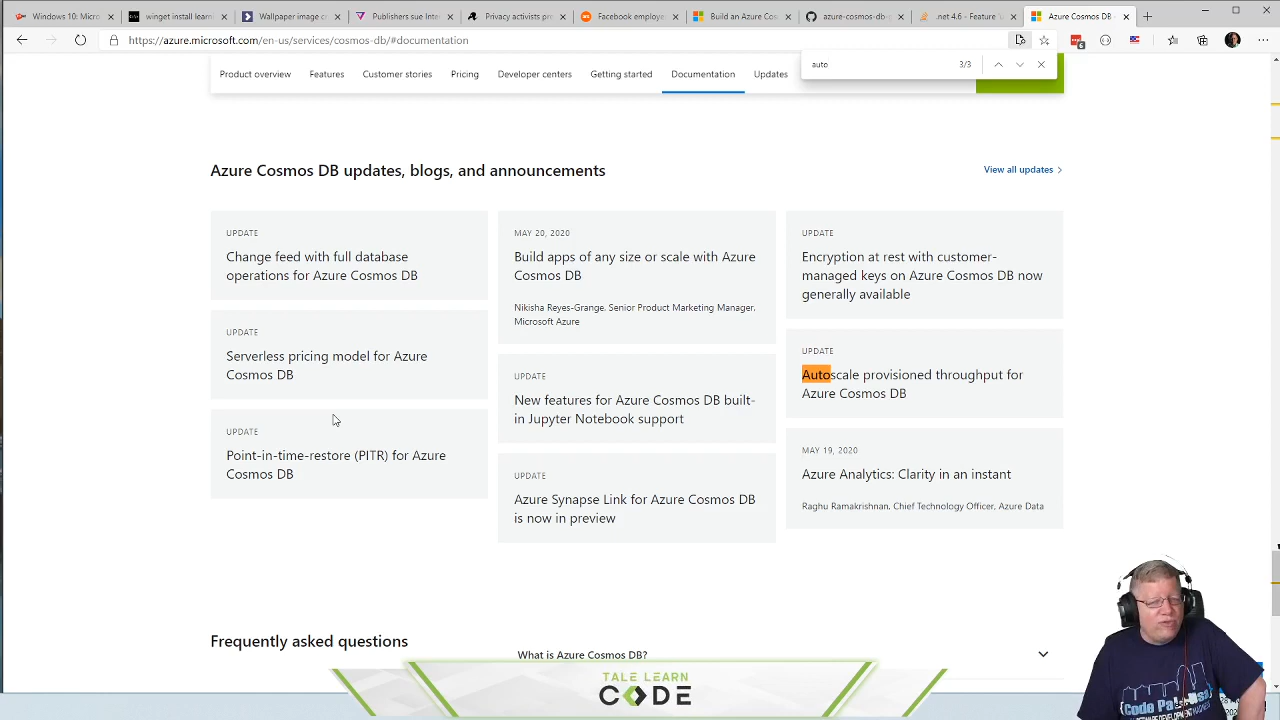 Windows 10: Micro
winget install learn
Wallpaper image d
Publishers sue Inter
Privacy activists pro
Facebook employe
Build an Azure Cosm
azure-cosmos-db-
.net 4.6 - Feature '
Azure Cosmos DB
https://azure.microsoft.com/en-us/services/cosmos-db/#documentation
6
auto
3/3
Product overview
Features
Customer stories
Pricing
Developer centers
Getting started
Documentation
Updates
Azure Cosmos DB updates, blogs, and announcements
View all updates
UPDATE
Change feed with full database
operations for Azure Cosmos DB
UPDATE
Serverless pricing model for Azure
Cosmos DB
UPDATE
Point-in-time-restore (PITR) for Azure
Cosmos DB
MAY 20, 2020
Build apps of any size or scale with Azure
Cosmos DB
Nikisha Reyes-Grange, Senior Product Marketing Manager,
Microsoft Azure
UPDATE
New features for Azure Cosmos DB built-
in Jupyter Notebook support
UPDATE
Azure Synapse Link for Azure Cosmos DB
is now in preview
UPDATE
Encryption at rest with customer-
managed keys on Azure Cosmos DB now
generally available
UPDATE
Autoscale provisioned throughput for
Azure Cosmos DB
MAY 19, 2020
Azure Analytics: Clarity in an instant
Raghu Ramakrishnan, Chief Technology Officer, Azure Data
Frequently asked questions
What is Azure Cosmos DB?
TALE LEARN
CODE
Code Pa